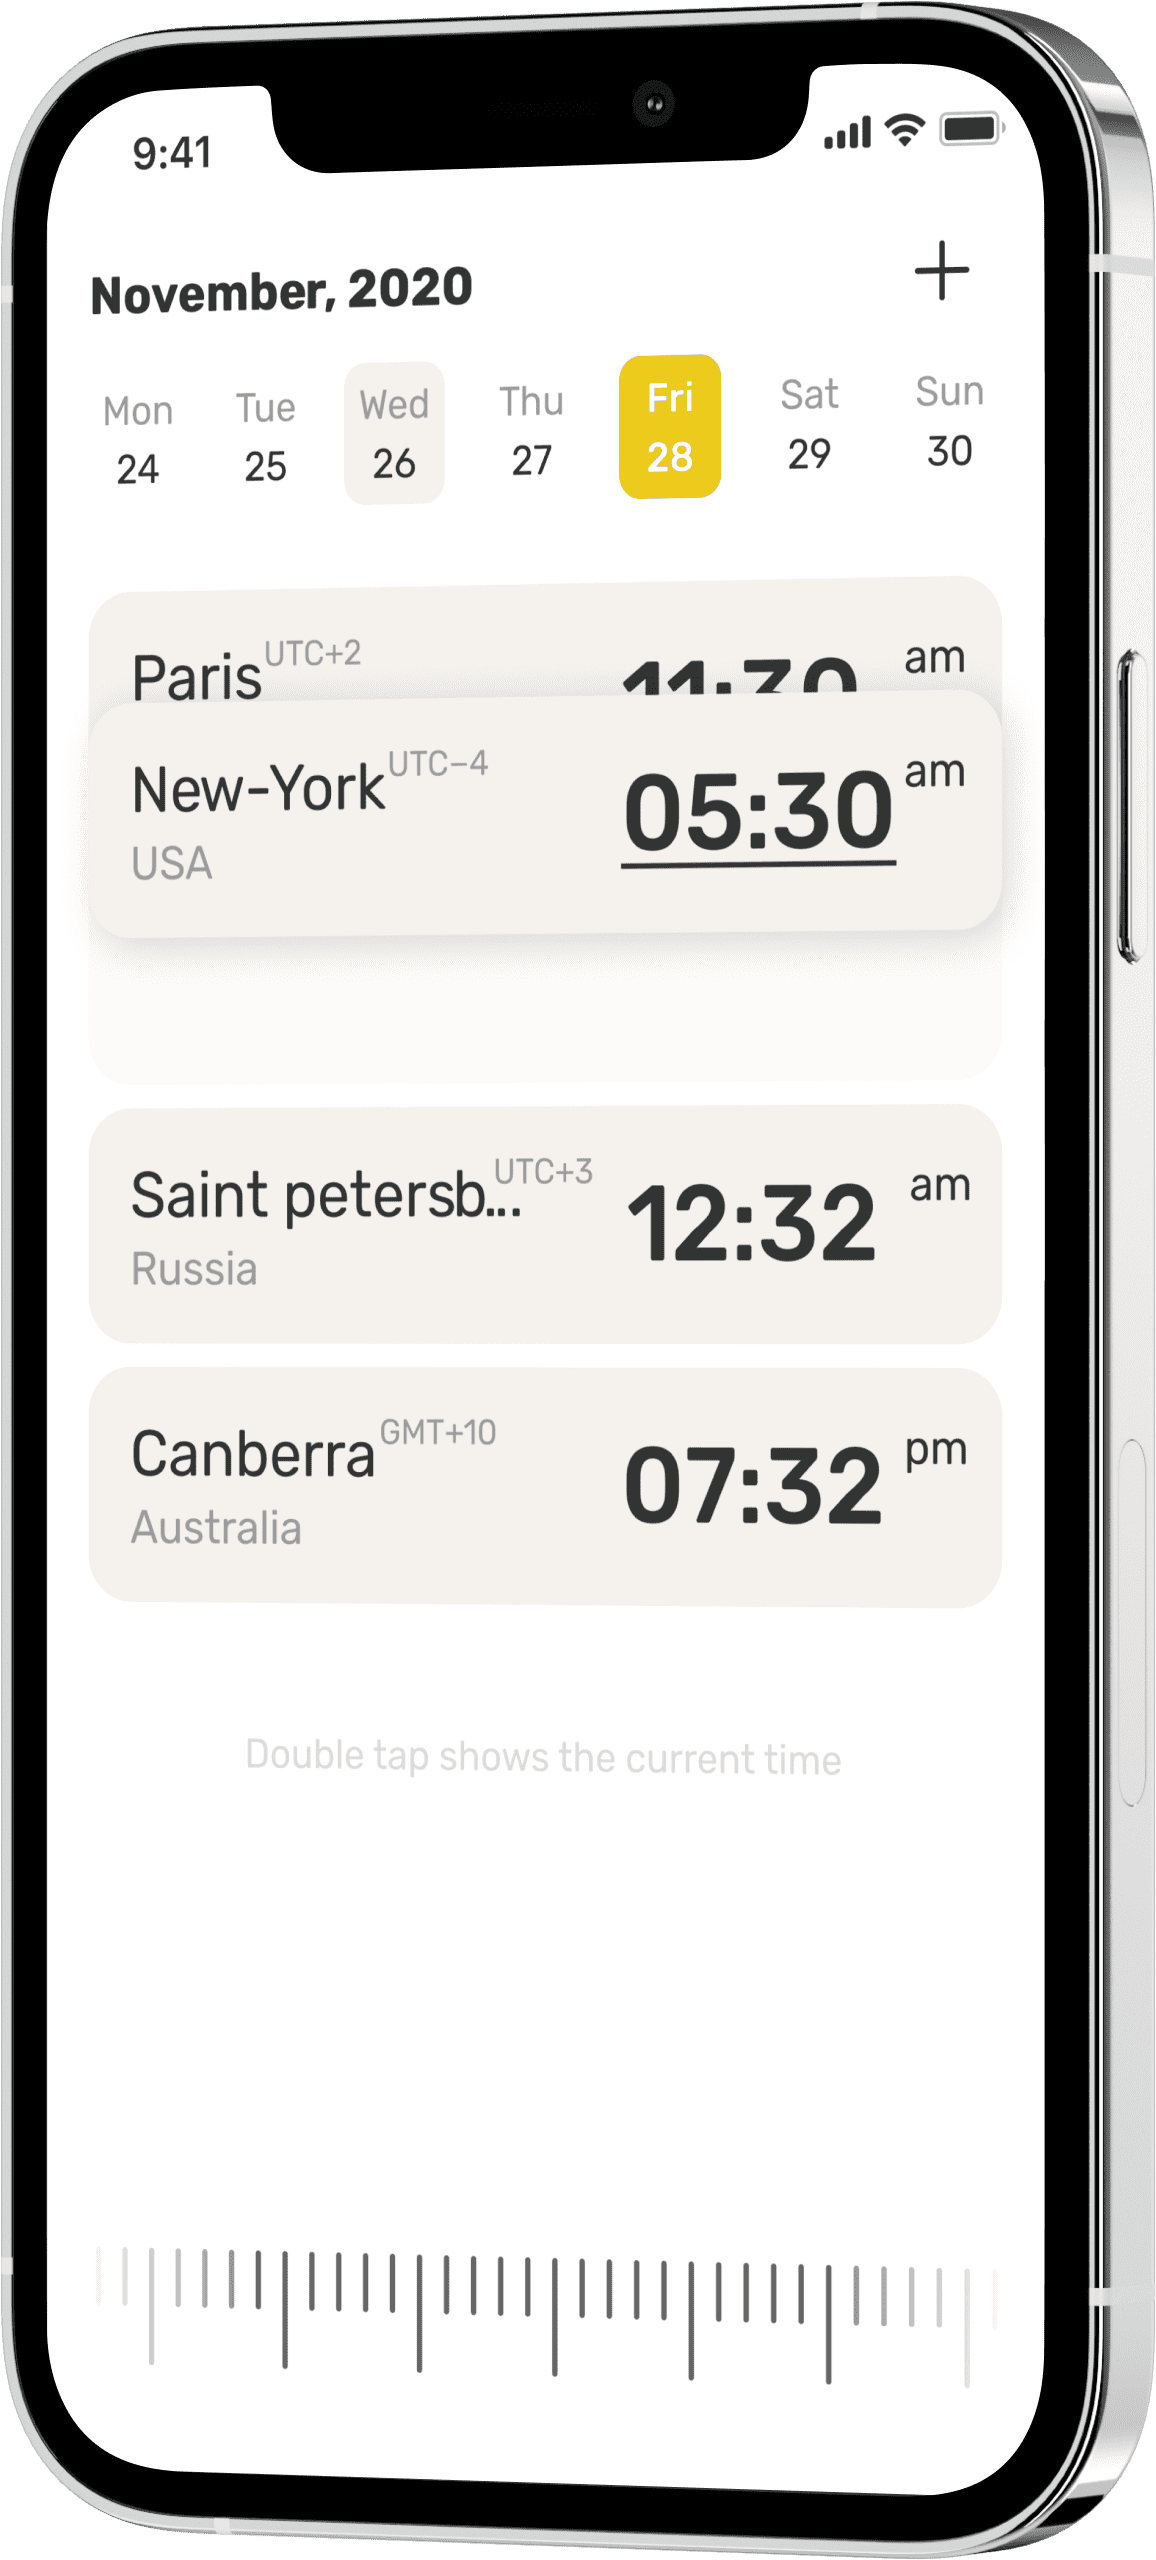 9:41
November, 2020
Mon Tue Wed Thu Fri Sat Sun
24 25 26 27 28 29 30
Paris UTC+2 11:30 am
New-York UTC−4 05:30 am
USA
Saint petersb... UTC+3 12:32 am
Russia
Canberra GMT+10 07:32 pm
Australia
Double tap shows the current time